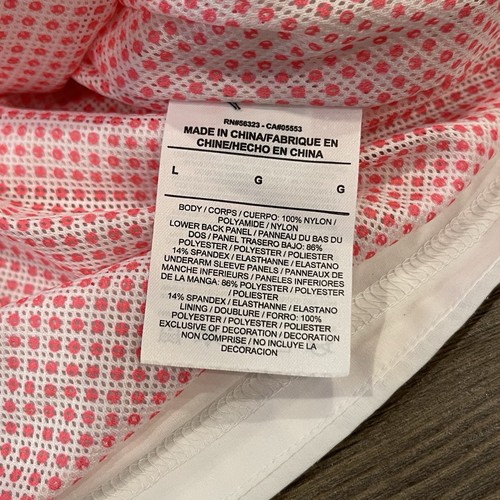 RN#56323 - CA#05553
MADE IN CHINA/FABRIQUE EN
CHINE/HECHO EN CHINA
L G G
BODY / CORPS / CUERPO: 100% NYLON /
POLYAMIDE / NYLON
LOWER BACK PANEL / PANNEAU DU BAS DU
DOS / PANEL TRASERO BAJO: 86%
POLYESTER / POLYESTER / POLIESTER
14% SPANDEX / ELASTHANNE / ELASTANO
UNDERARM SLEEVE PANELS / PANNEAUX DE
MANCHE INFERIEURS / PANELES INFERIORES
DE LA MANGA: 86% POLYESTER / POLYESTER
/ POLIESTER
14% SPANDEX / ELASTHANNE / ELASTANO
LINING / DOUBLURE / FORRO: 100%
POLYESTER / POLYESTER / POLIESTER
EXCLUSIVE OF DECORATION / DECORATION
NON COMPRISE / NO INCLUYE LA
DECORACION